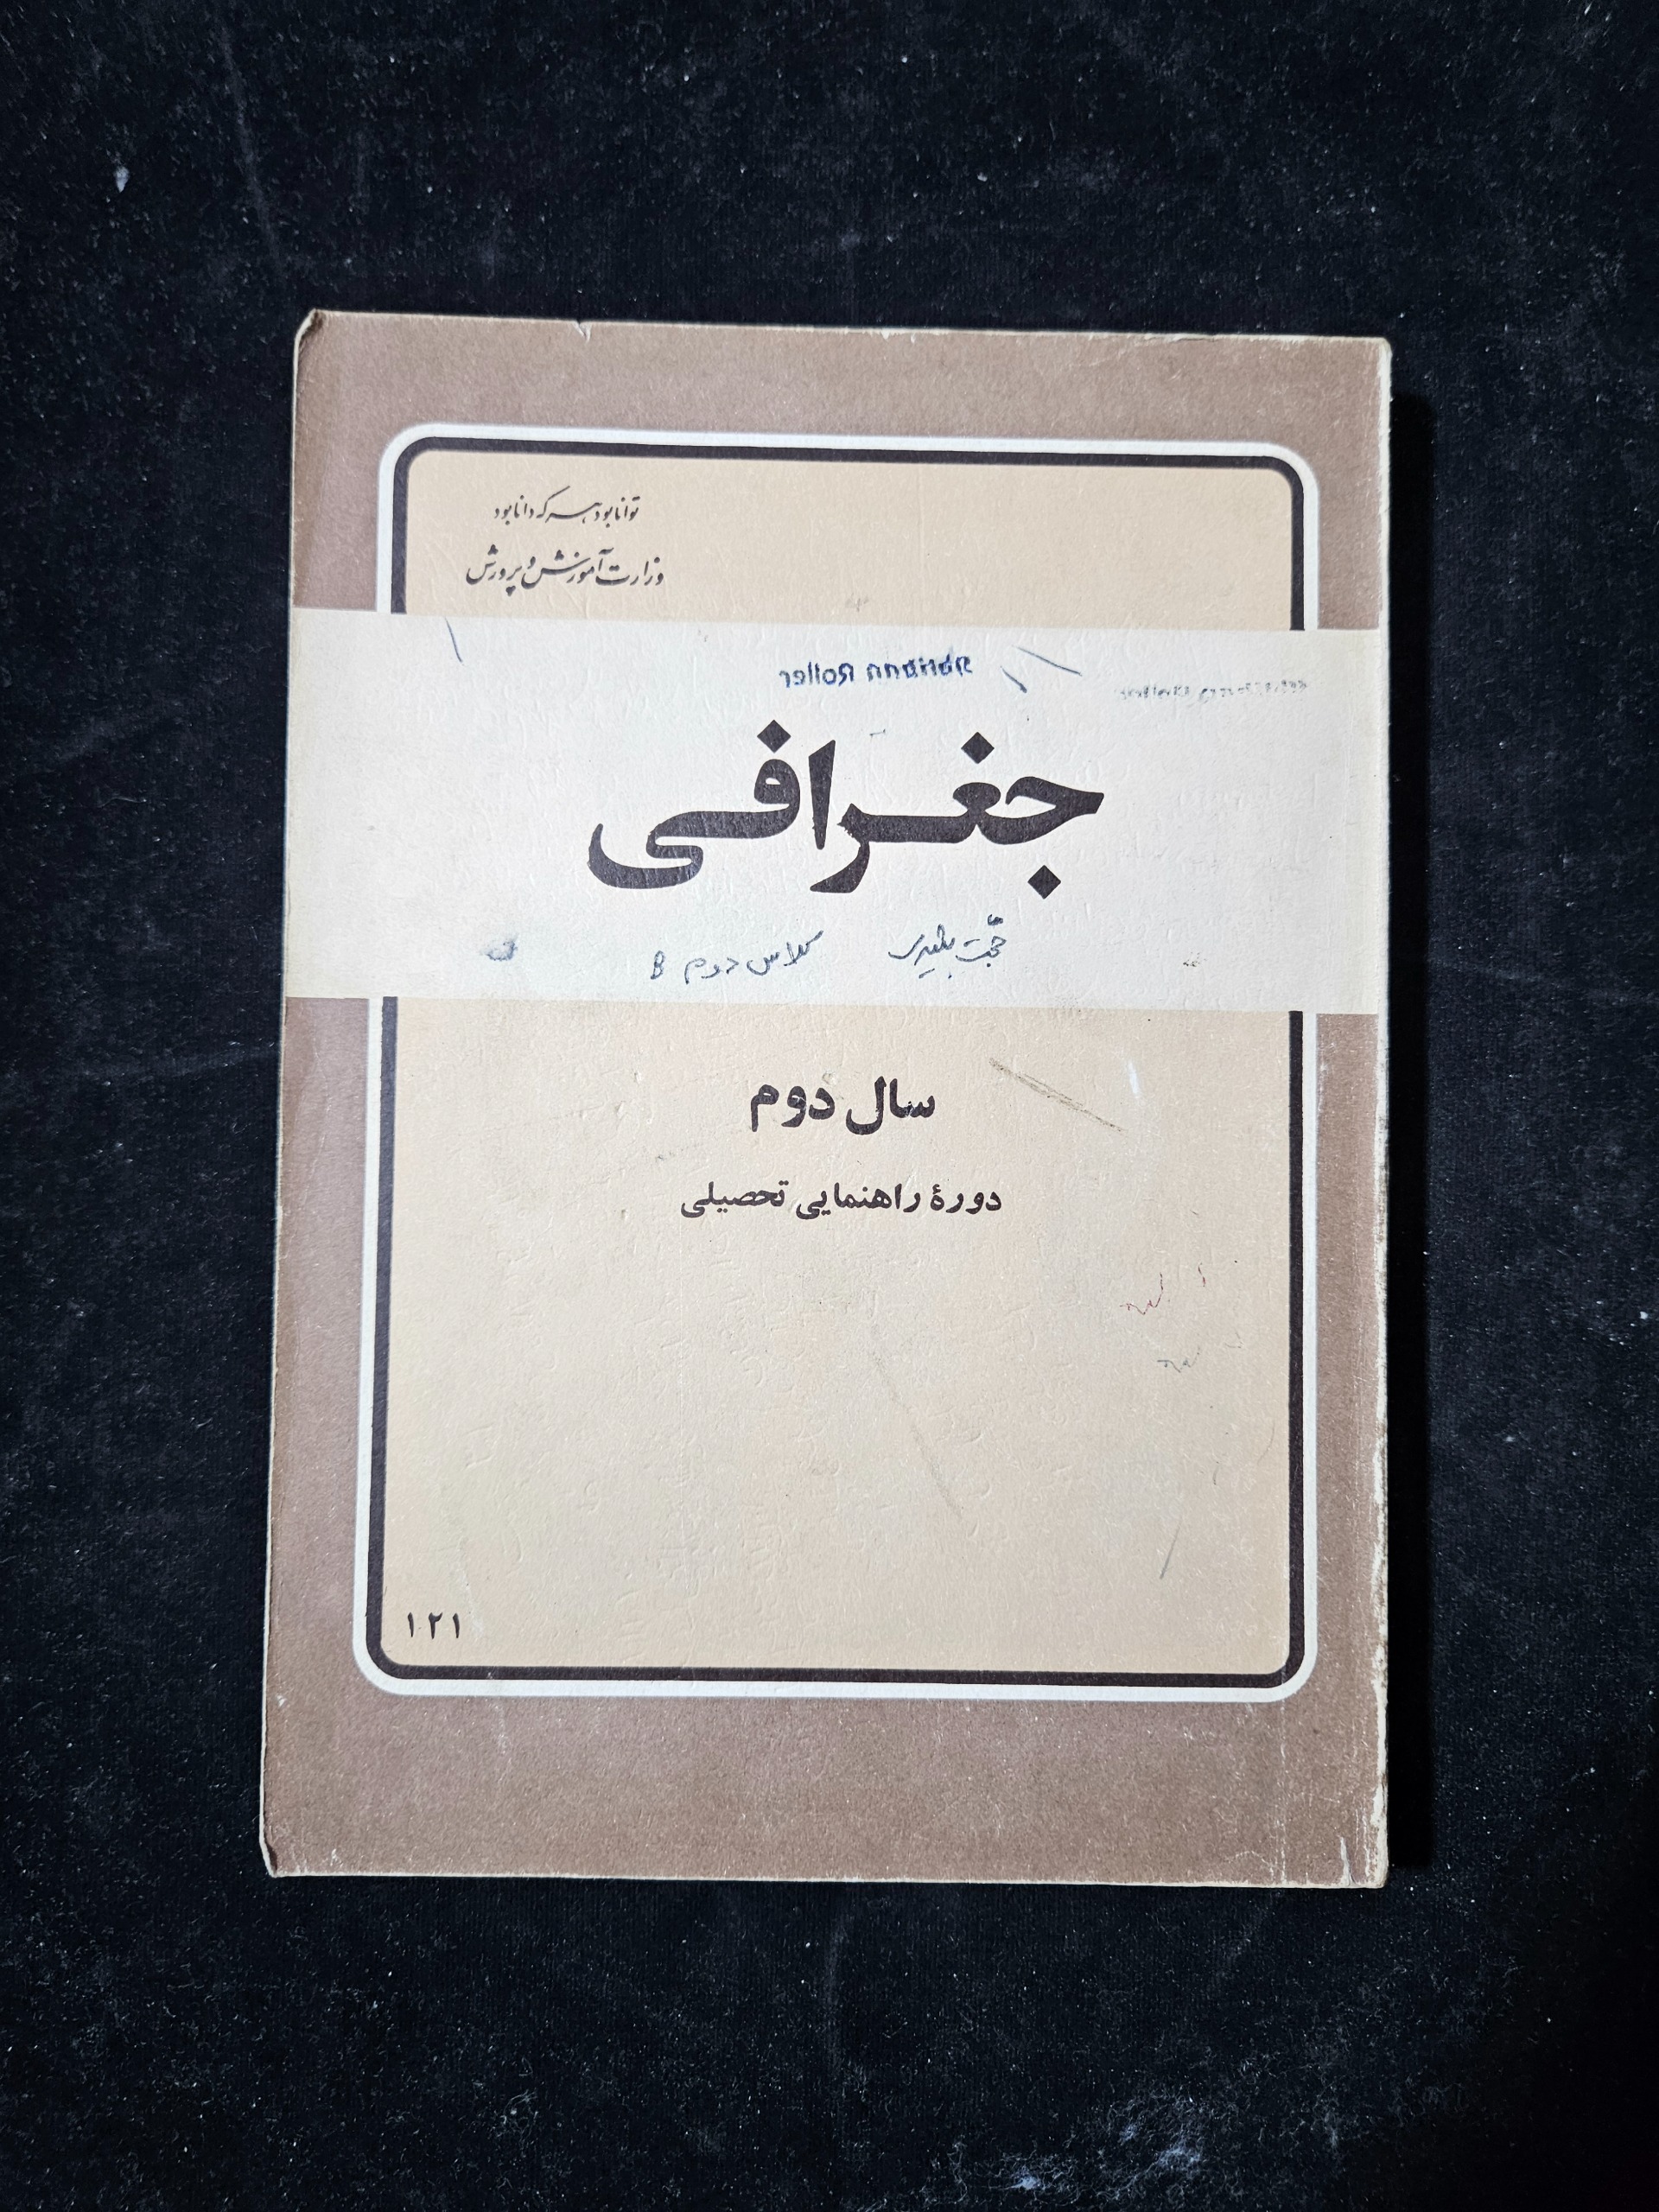 توانا بود هر که دانا بود
وزارت آموزش و پرورش
Roller
جغرافی
حجت
کلاس دوم B
سال دوم
دورهٔ راهنمایی تحصیلی
۱۲۱